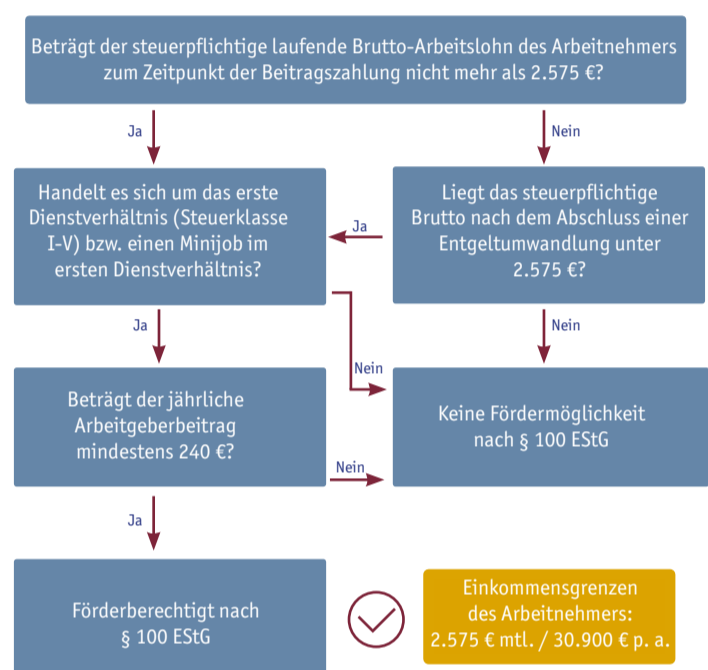 Beträgt der steuerpflichtige laufende Brutto-Arbeitslohn des Arbeitnehmers
zum Zeitpunkt der Beitragszahlung nicht mehr als 2.575 €?
Ja
Nein
Handelt es sich um das erste
Dienstverhältnis (Steuerklasse
I-V) bzw. einen Minijob im
ersten Dienstverhältnis?
Ja
Liegt das steuerpflichtige
Brutto nach dem Abschluss einer
Entgeltumwandlung unter
2.575 €?
Ja
Nein
Nein
Beträgt der jährliche
Arbeitgeberbeitrag
mindestens 240 €?
Nein
Keine Fördermöglichkeit
nach § 100 EStG
Ja
Förderberechtigt nach
§ 100 EStG
Einkommensgrenzen
des Arbeitnehmers:
2.575 € mtl. / 30.900 € p. a.